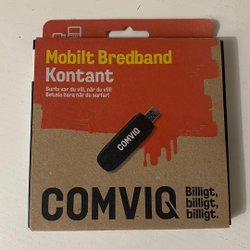 Mobilt Bredband
Kontant
Surfa var du vill, när du vill!
Betala bara när du surfar!
COMVIQ
COMVIQ
Billigt,
billigt,
billigt.